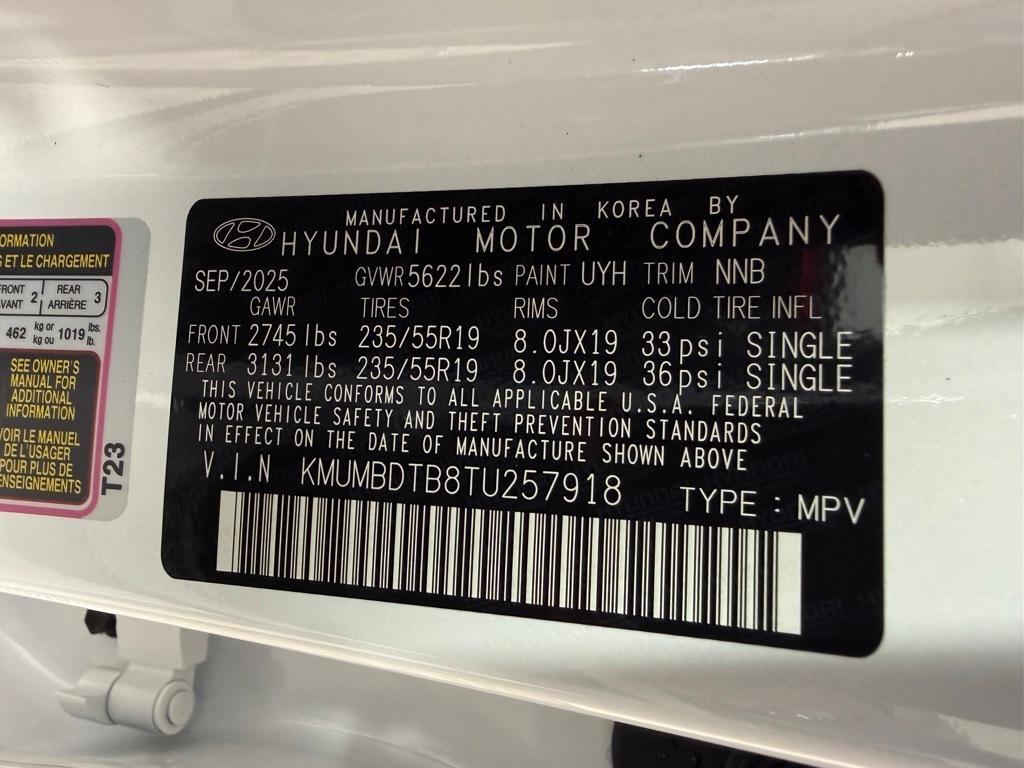 MANUFACTURED IN KOREA BY
HYUNDAI MOTOR COMPANY
SEP/2025 GVWR 5622 lbs PAINT UYH TRIM NNB
GAWR TIRES RIMS COLD TIRE INFL
FRONT 2745 lbs 235/55R19 8.0JX19 33 psi SINGLE
REAR 3131 lbs 235/55R19 8.0JX19 36 psi SINGLE
THIS VEHICLE CONFORMS TO ALL APPLICABLE U.S.A. FEDERAL
MOTOR VEHICLE SAFETY AND THEFT PREVENTION STANDARDS
IN EFFECT ON THE DATE OF MANUFACTURE SHOWN ABOVE
V.I.N KMUMBDTB8TU257918 TYPE : MPV
ORMATION
ET LE CHARGEMENT
FRONT 2 REAR 3
AVANT ARRIÈRE
462 kg or 1019 lbs.
kg ou lb.
SEE OWNER'S
MANUAL FOR
ADDITIONAL
INFORMATION
VOIR LE MANUEL
DE L'USAGER
POUR PLUS DE
RENSEIGNEMENTS
T23